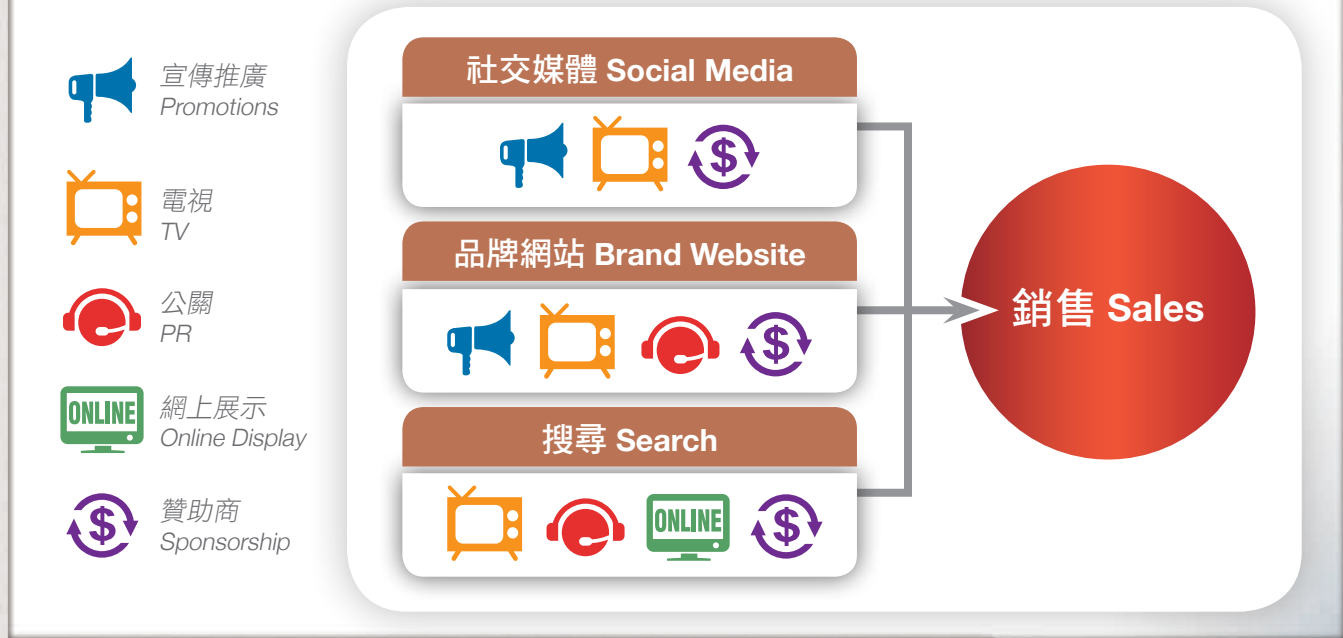 宣傳推廣
Promotions
電視
TV
公關
PR
ONLINE
網上展示
Online Display
$
贊助商
Sponsorship
社交媒體 Social Media
$
品牌網站 Brand Website
$
搜尋 Search
ONLINE
$
銷售 Sales